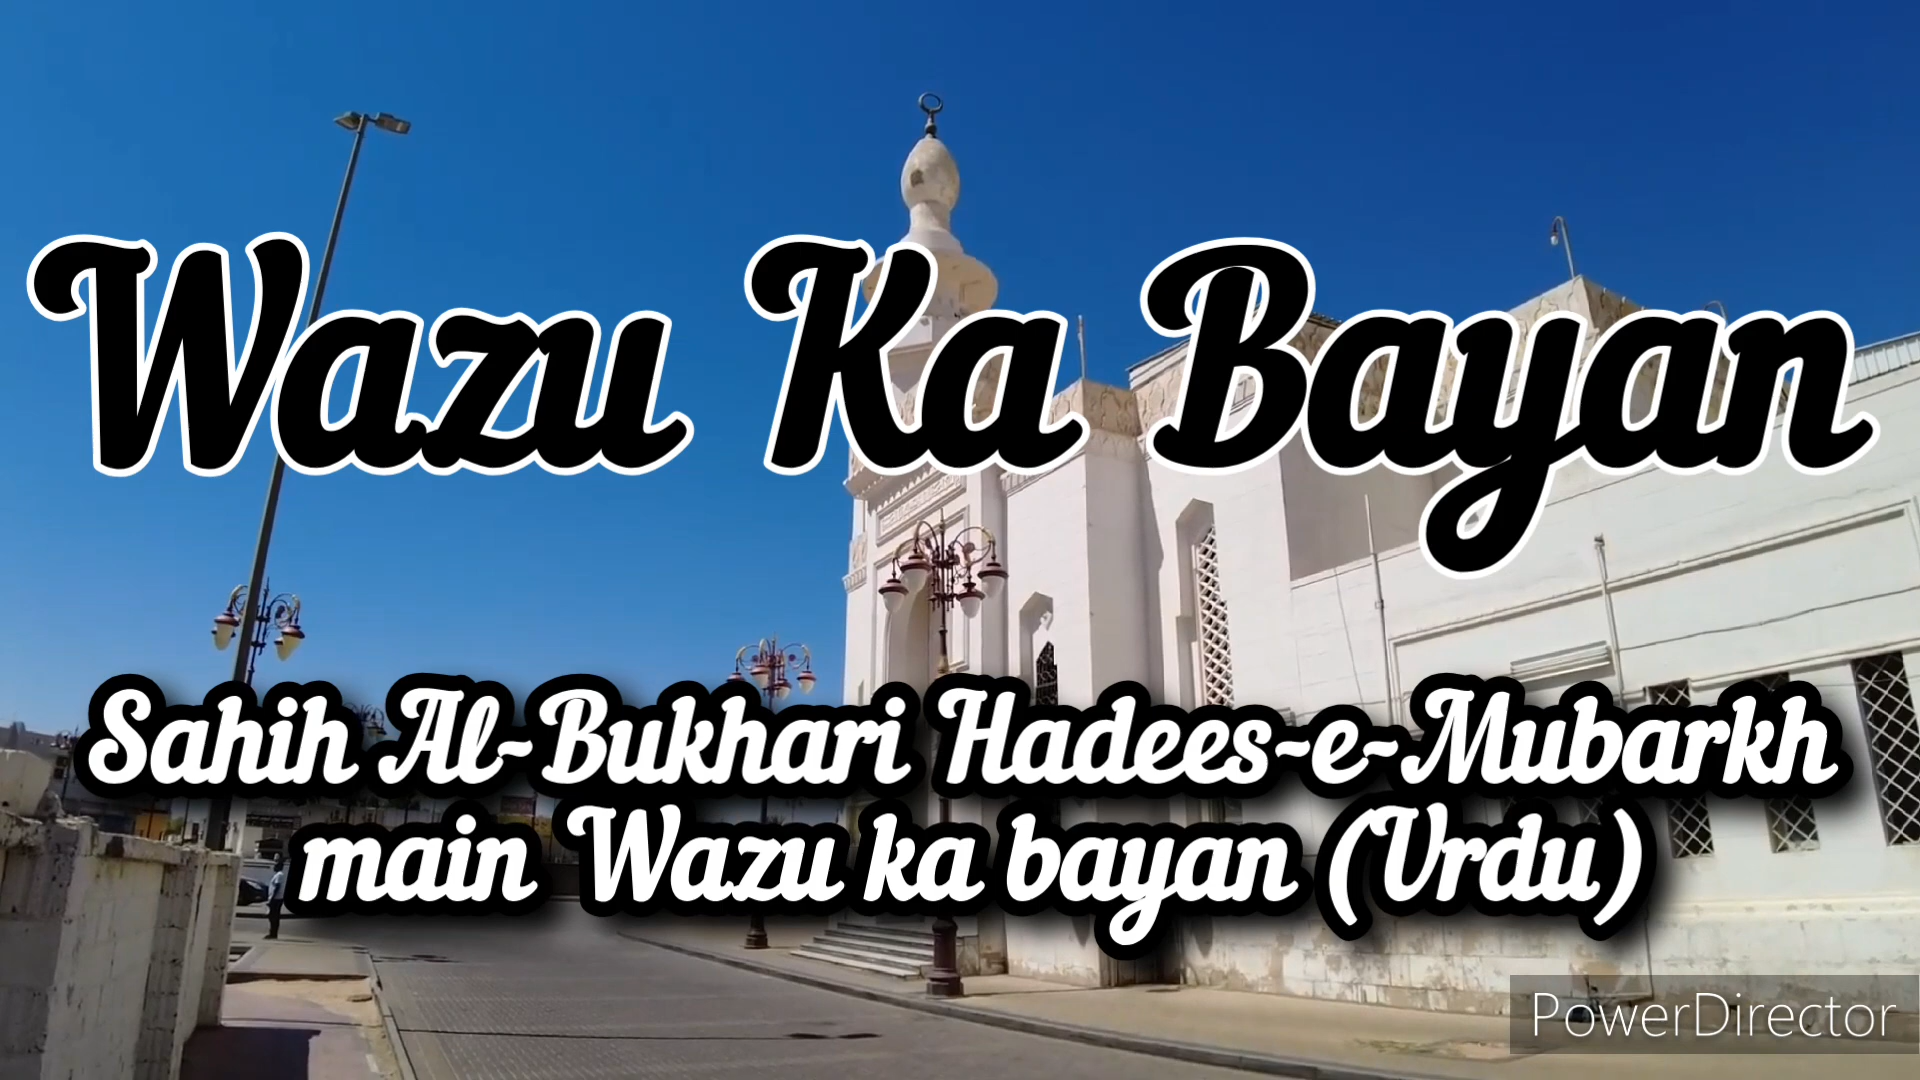 Wazu Ka Bayan
Sahih Al-Bukhari Hadees-e-Mubarkh
main Wazu ka bayan (Urdu)
PowerDirector